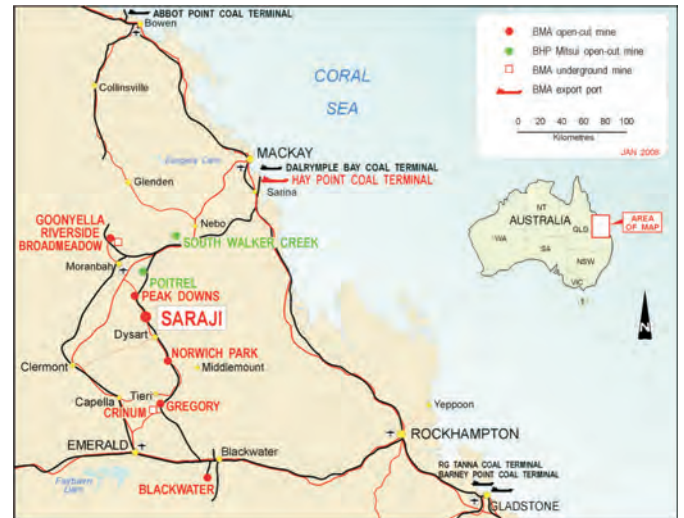 ABBOT POINT COAL TERMINAL
Bowen
Collinsville
CORAL
SEA
BMA open-cut mine
BHP Mitsui open-cut mine
BMA underground mine
BMA export port
0 20 40 60 80 100
Kilometres
JAN 2006
Eungella Dam
MACKAY
DALRYMPLE BAY COAL TERMINAL
HAY POINT COAL TERMINAL
Sarina
Glenden
Nebo
GOONYELLA
RIVERSIDE
BROADMEADOW
SOUTH WALKER CREEK
Moranbah
POITREL
PEAK DOWNS
SARAJI
Dysart
NORWICH PARK
Middlemount
Clermont
Capella
Tieri
CRINUM
GREGORY
EMERALD
Blackwater
Fairbairn
Dam
BLACKWATER
Yeppoon
ROCKHAMPTON
RG TANNA COAL TERMINAL
BARNEY POINT COAL TERMINAL
GLADSTONE
AUSTRALIA
NT
QLD
WA
SA
NSW
VIC
T
AREA
OF MAP
N